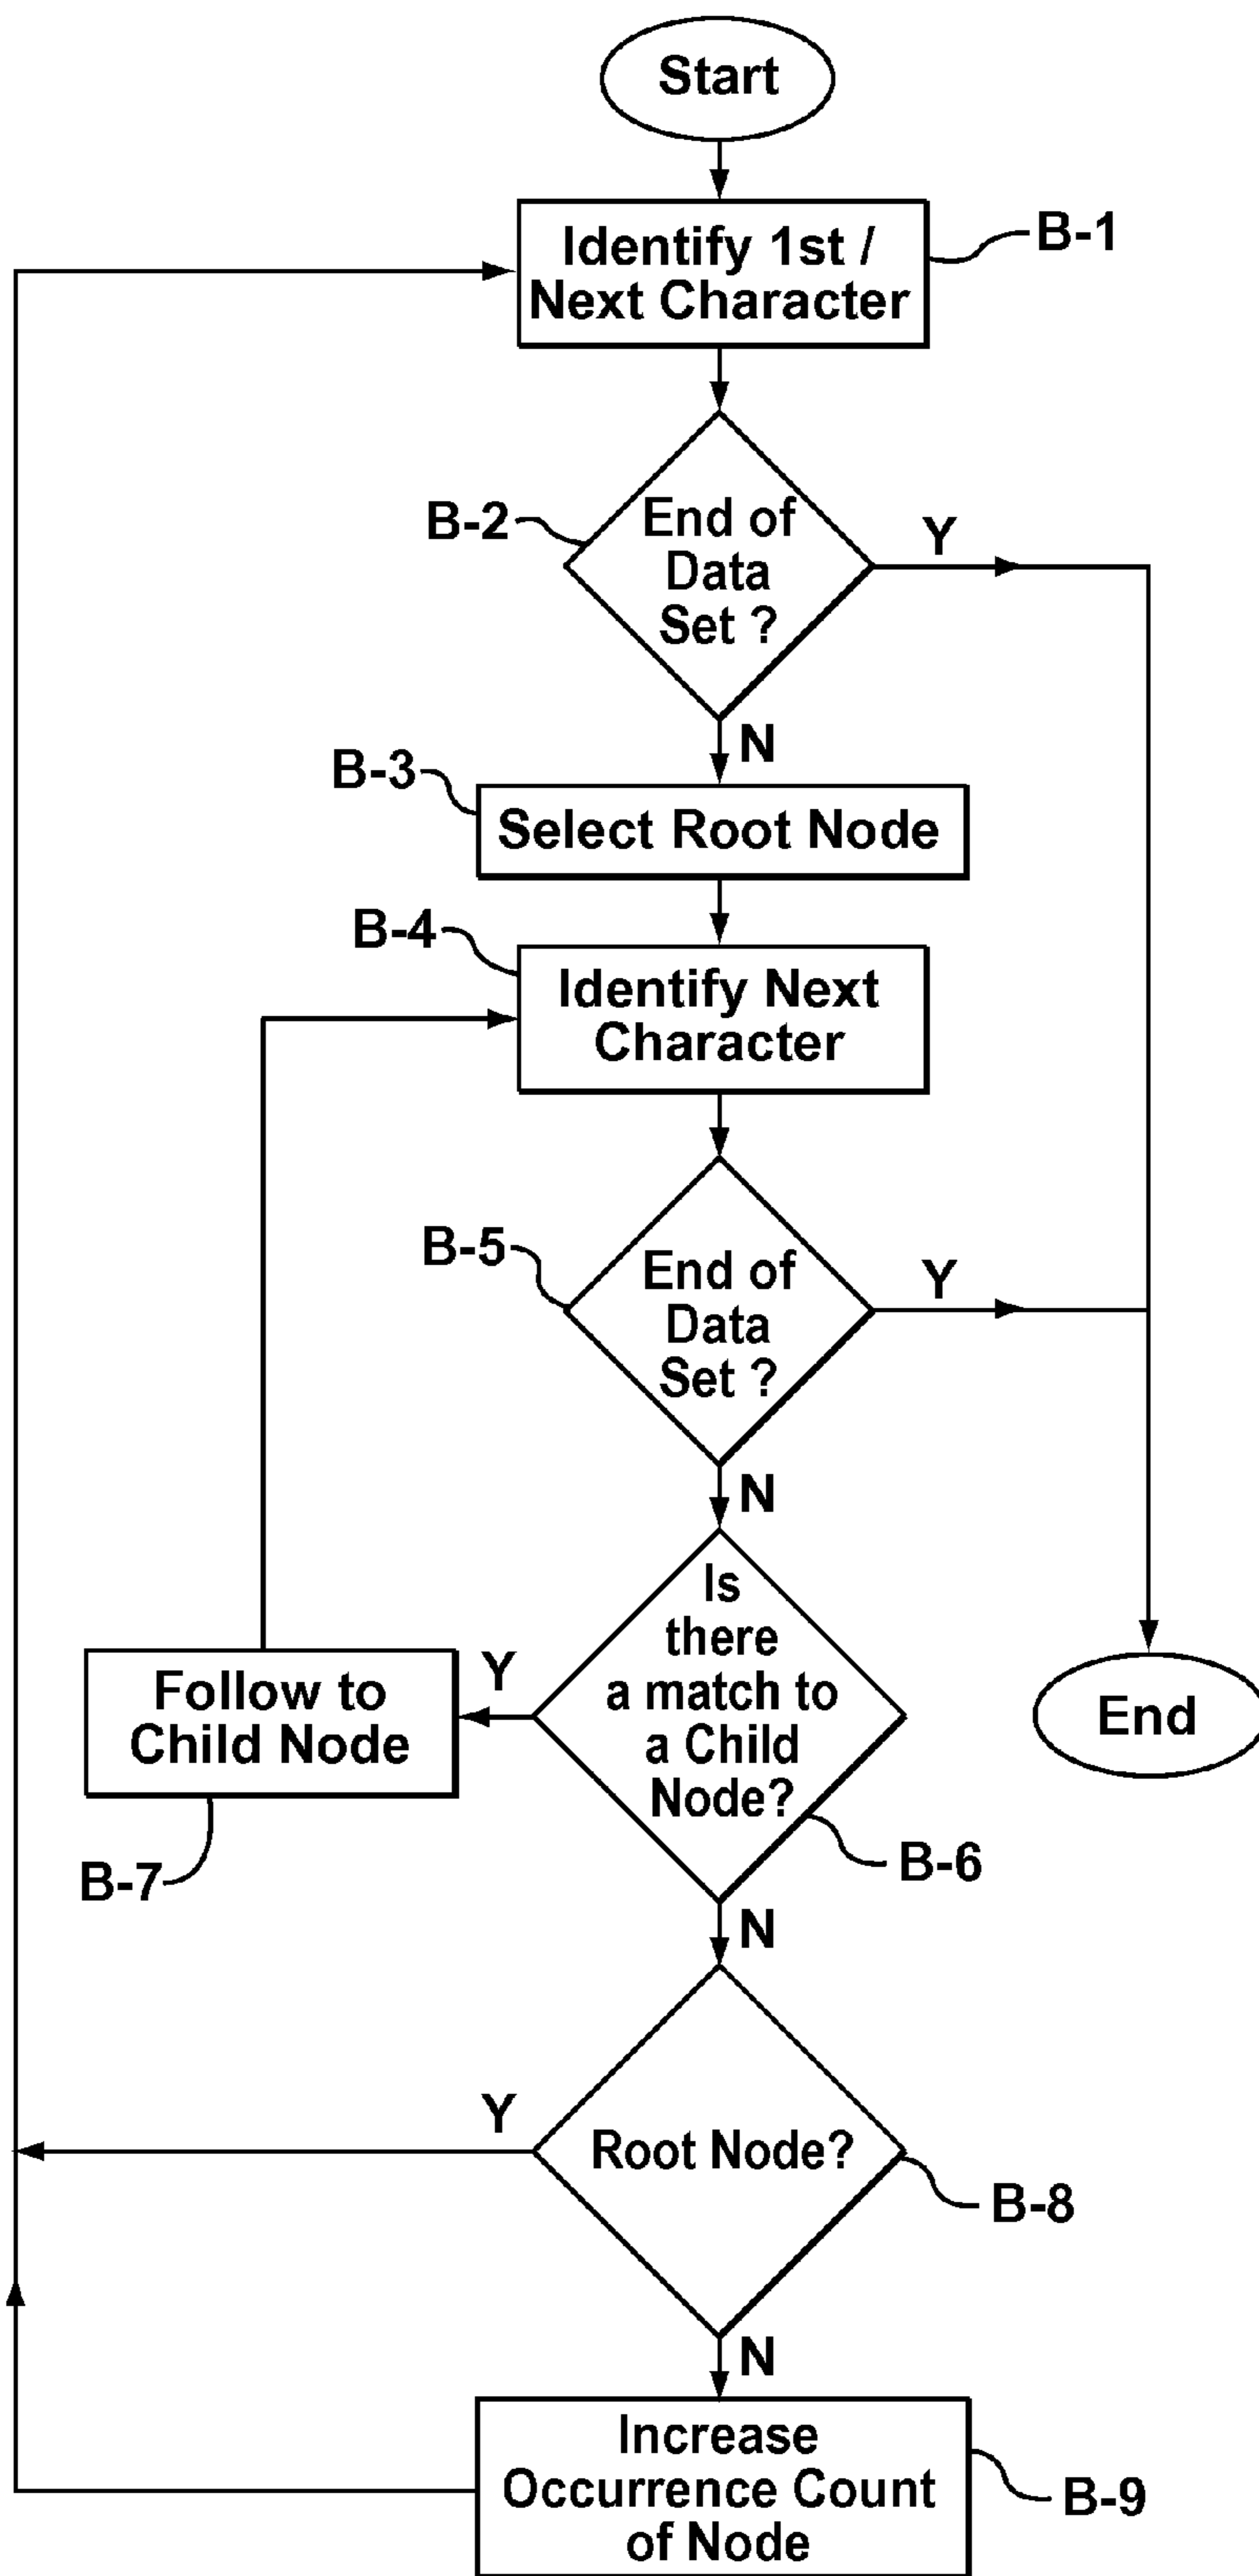 Start
Identify 1st /
Next Character
B-1
B-2
End of
Data
Set ?
Y
N
B-3
Select Root Node
B-4
Identify Next
Character
B-5
End of
Data
Set ?
Y
N
Is
there
a match to
a Child
Node?
Y
Follow to
Child Node
End
B-6
B-7
N
Y
Root Node?
B-8
N
Increase
Occurrence Count
of Node
B-9